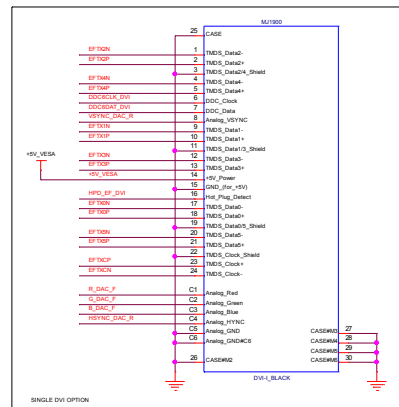 MJ1900
25 CASE
EFTX2N 1 TMDS_Data2-
EFTX2P 2 TMDS_Data2+
3 TMDS_Data2/4_Shield
EFTX4N 4 TMDS_Data4-
EFTX4P 5 TMDS_Data4+
DDC6CLK_DVI 6 DDC_Clock
DDC6DAT_DVI 7 DDC_Data
VSYNC_DAC_R 8 Analog_VSYNC
EFTX1N 9 TMDS_Data1-
EFTX1P 10 TMDS_Data1+
11 TMDS_Data1/3_Shield
EFTX3N 12 TMDS_Data3-
+5V_VESA EFTX3P 13 TMDS_Data3+
+5V_VESA 14 +5V_Power
15 GND_(for_+5V)
HPD_EF_DVI 16 Hot_Plug_Detect
EFTX0N 17 TMDS_Data0-
EFTX0P 18 TMDS_Data0+
19 TMDS_Data0/5_Shield
EFTX5N 20 TMDS_Data5-
EFTX5P 21 TMDS_Data5+
22 TMDS_Clock_Shield
EFTXCP 23 TMDS_Clock+
EFTXCN 24 TMDS_Clock-
R_DAC_F C1 Analog_Red
G_DAC_F C2 Analog_Green
B_DAC_F C3 Analog_Blue
HSYNC_DAC_R C4 Analog_HYNC
C5 Analog_GND CASE#M3 27
C6 Analog_GND#C6 CASE#M4 28
CASE#M5 29
26 CASE#M2 CASE#M6 30
DVI-I_BLACK
SINGLE DVI OPTION